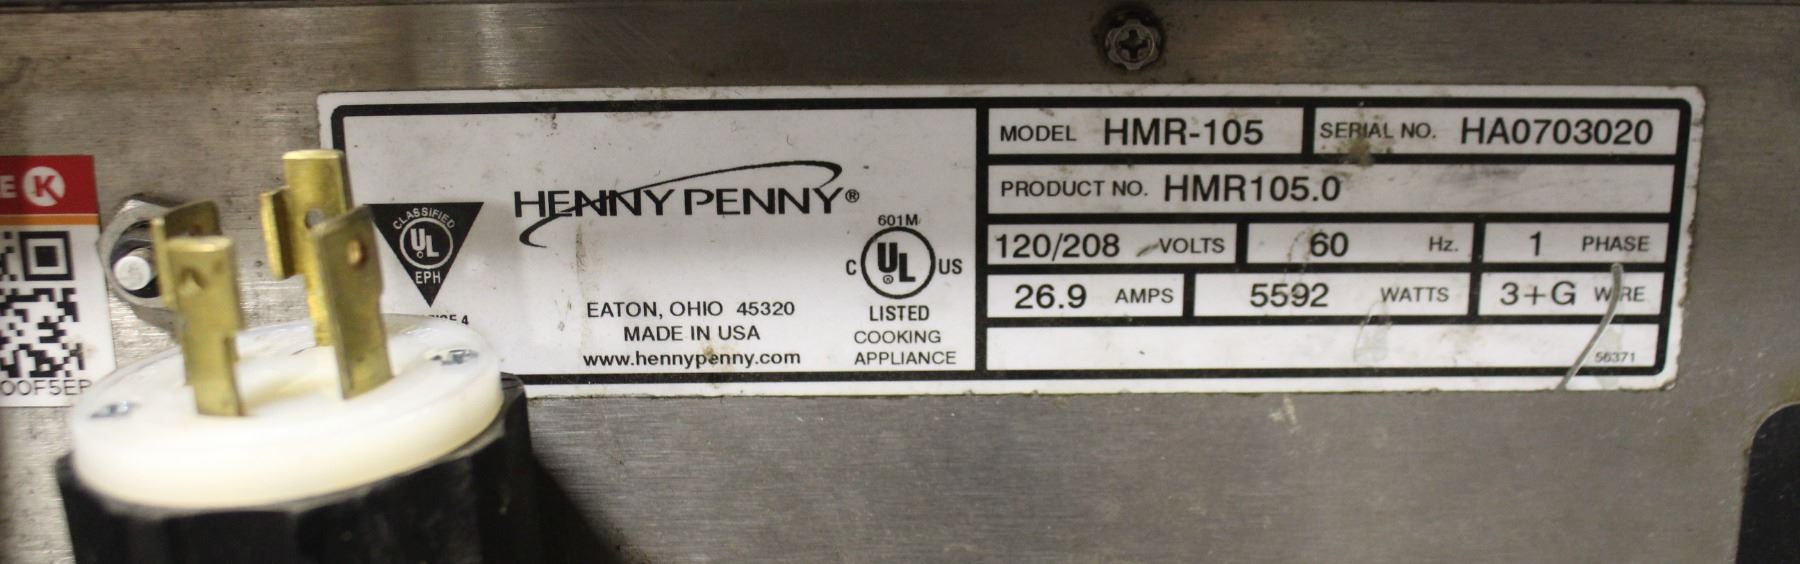 E K
OOF5EP
CLASSIFIED
UL
EPH
HENNY PENNY®
EATON, OHIO 45320
MADE IN USA
www.hennypenny.com
601M
C UL US
®
LISTED
COOKING
APPLIANCE
MODEL HMR-105
SERIAL NO. HA0703020
PRODUCT NO. HMR105.0
120/208 VOLTS
60 Hz.
1 PHASE
26.9 AMPS
5592 WATTS
3+G WIRE
56371